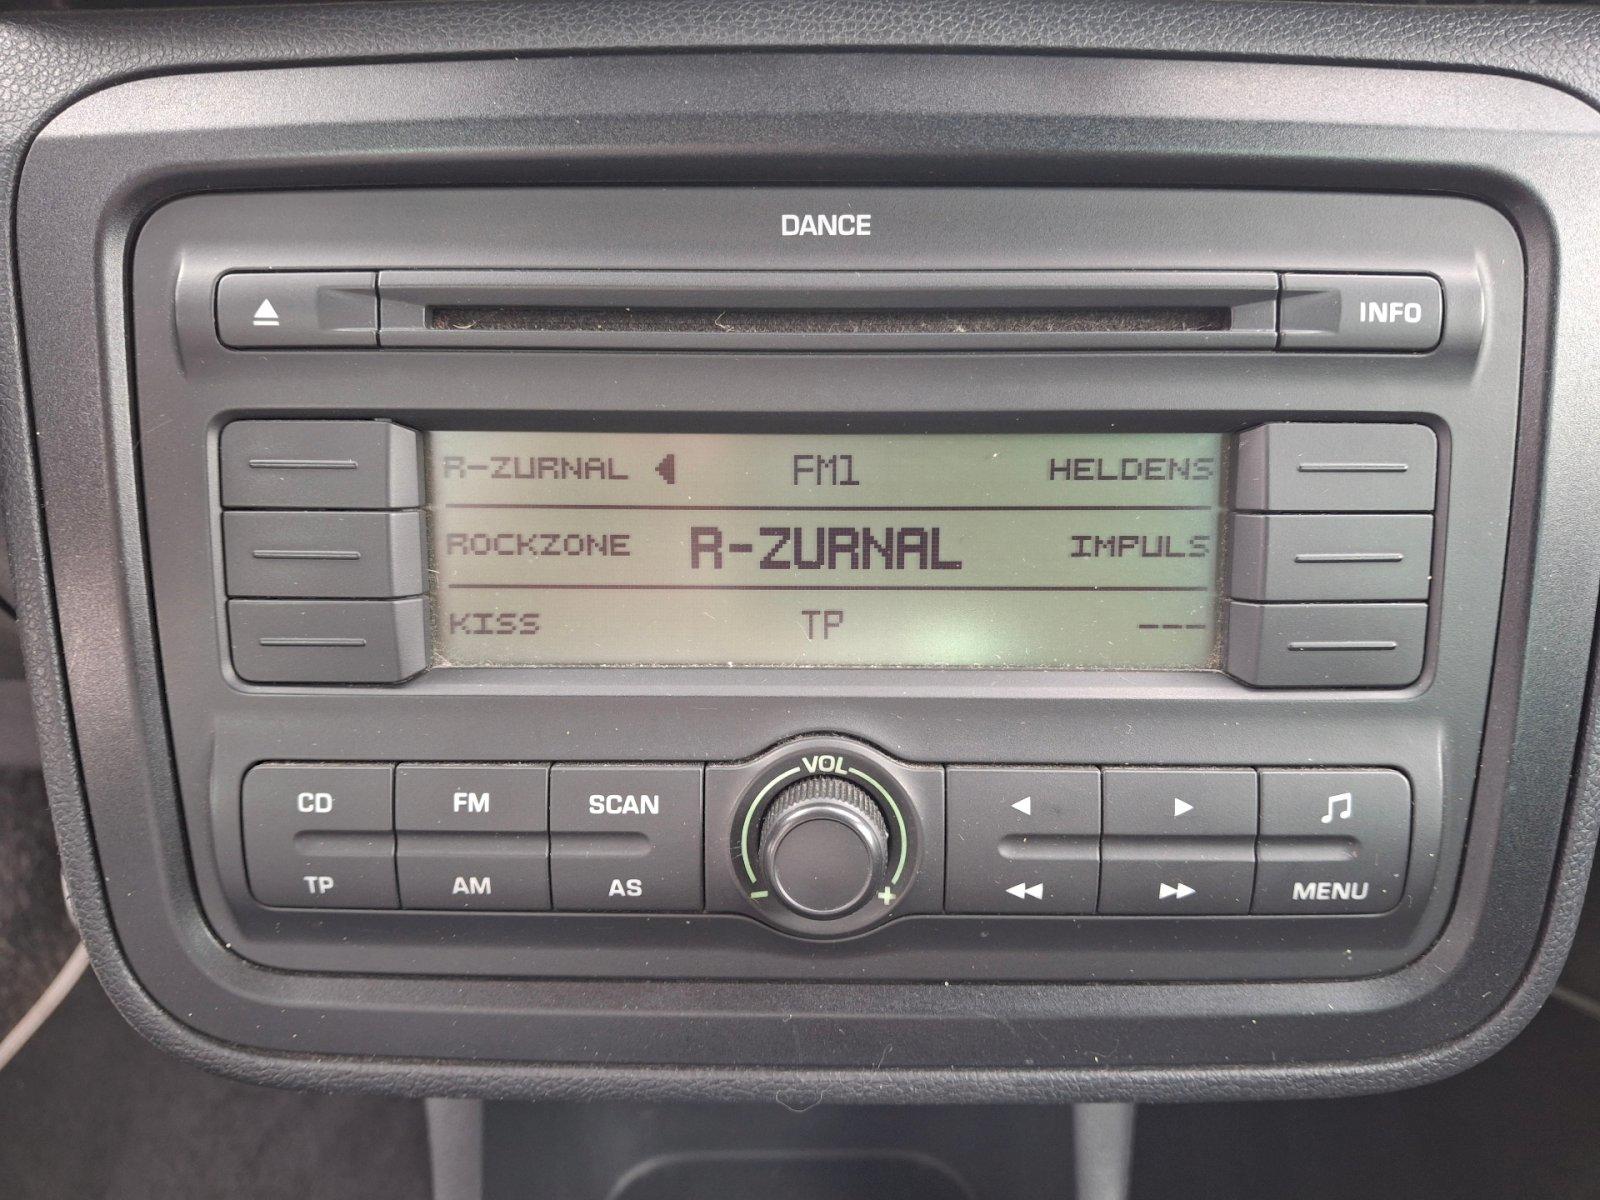 DANCE
INFO
R-ZURNAL FM1 HELDENS
ROCKZONE R-ZURNAL IMPULS
KISS TP ---
VOL
CD FM SCAN
TP AM AS - + MENU